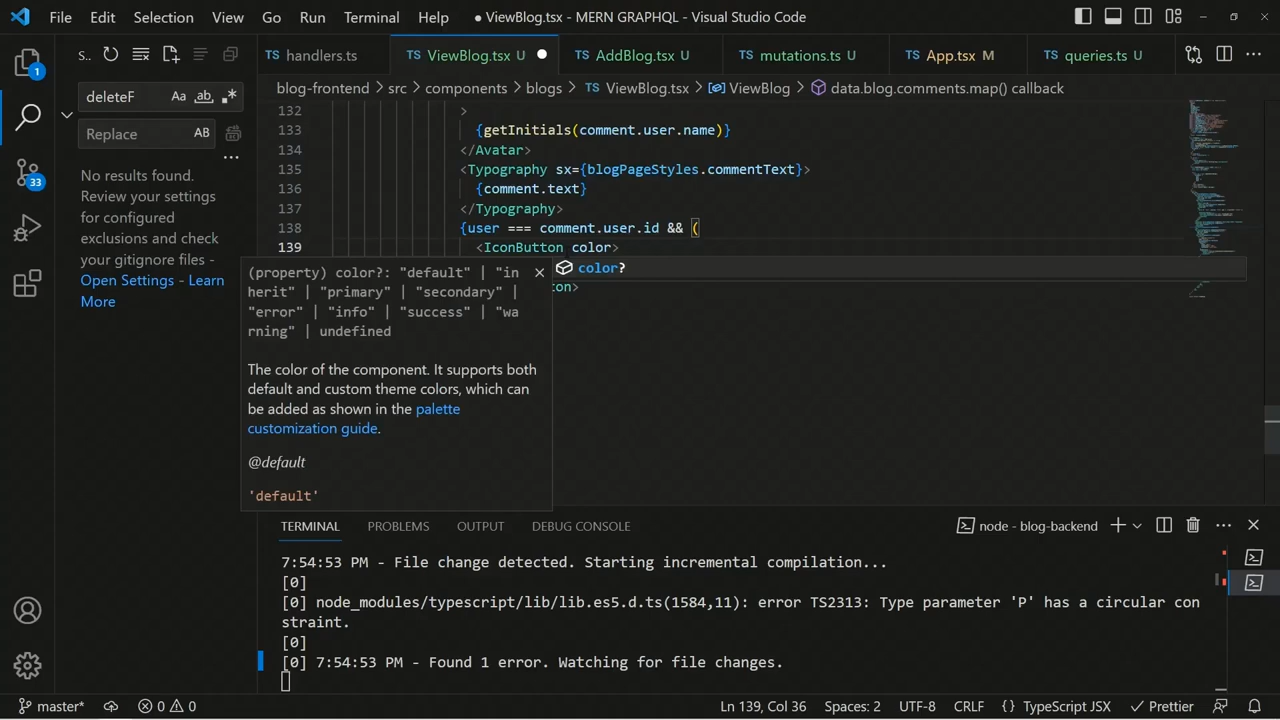 File Edit Selection View Go Run Terminal Help
● ViewBlog.tsx - MERN GRAPHQL - Visual Studio Code
S..
TS handlers.ts
TS ViewBlog.tsx U ●
TS AddBlog.tsx U
TS mutations.ts U
TS App.tsx M
TS queries.ts U
1
33
deleteF Aa ab .*
Replace AB
No results found.
Review your settings
for configured
exclusions and check
your gitignore files -
Open Settings - Learn
More
blog-frontend > src > components > blogs > TS ViewBlog.tsx > ViewBlog > data.blog.comments.map() callback
132 >
133 {getInitials(comment.user.name)}
134 </Avatar>
135 <Typography sx={blogPageStyles.commentText}>
136 {comment.text}
137 </Typography>
138 {user === comment.user.id && (
139 <IconButton color>
color?
ton>
(property) color?: "default" | "in
herit" | "primary" | "secondary" |
"error" | "info" | "success" | "wa
rning" | undefined
The color of the component. It supports both
default and custom theme colors, which can
be added as shown in the palette
customization guide.
@default
'default'
TERMINAL PROBLEMS OUTPUT DEBUG CONSOLE
node - blog-backend
7:54:53 PM - File change detected. Starting incremental compilation...
[0]
[0] node_modules/typescript/lib/lib.es5.d.ts(1584,11): error TS2313: Type parameter 'P' has a circular con
straint.
[0]
[0] 7:54:53 PM - Found 1 error. Watching for file changes.
master* 0 0 Ln 139, Col 36 Spaces: 2 UTF-8 CRLF {} TypeScript JSX Prettier